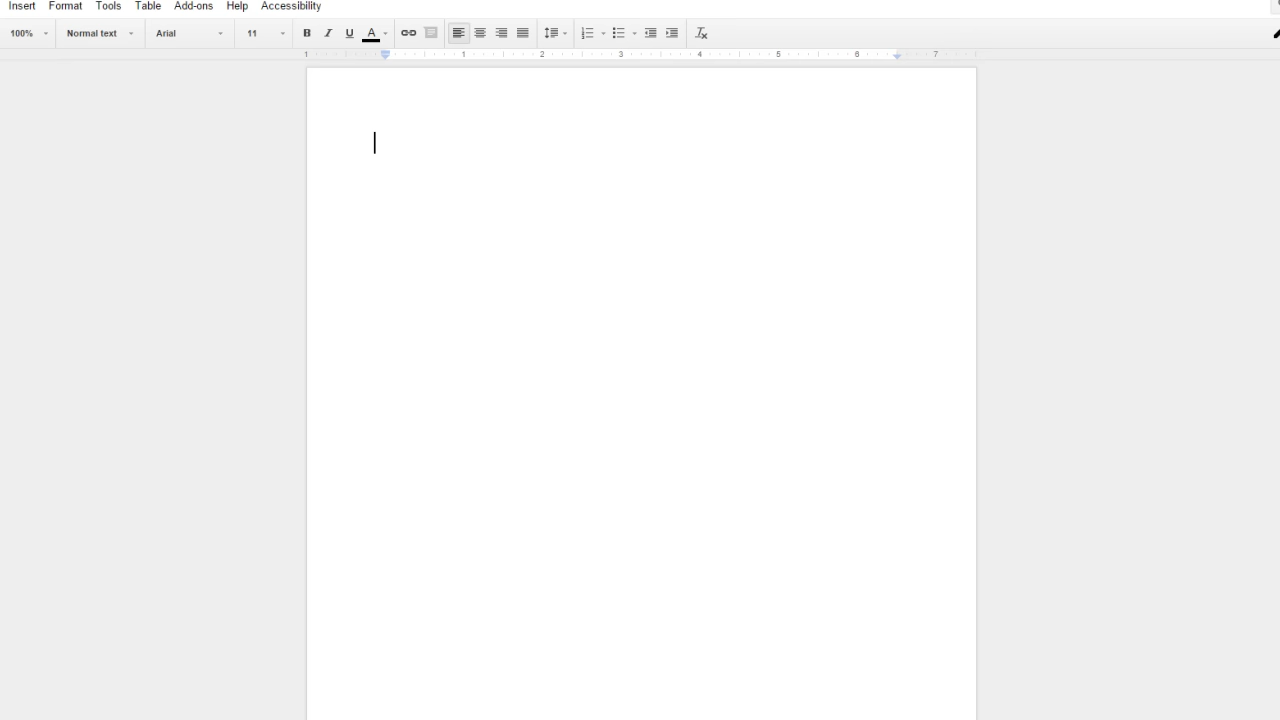 Insert Format Tools Table Add-ons Help Accessibility
100% Normal text Arial 11 B I U A
1 1 2 3 4 5 6 7